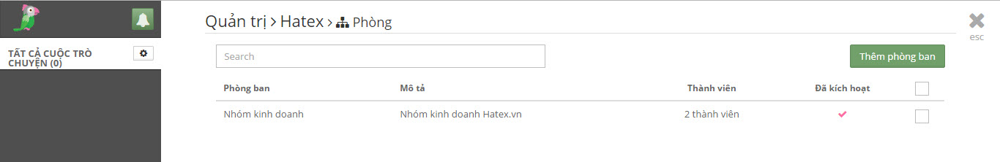 TẤT CẢ CUỘC TRÒ
CHUYỆN (0)
Quản trị > Hatex > Phòng
esc
Search
Thêm phòng ban
Phòng ban Mô tả Thành viên Đã kích hoạt
Nhóm kinh doanh Nhóm kinh doanh Hatex.vn 2 thành viên